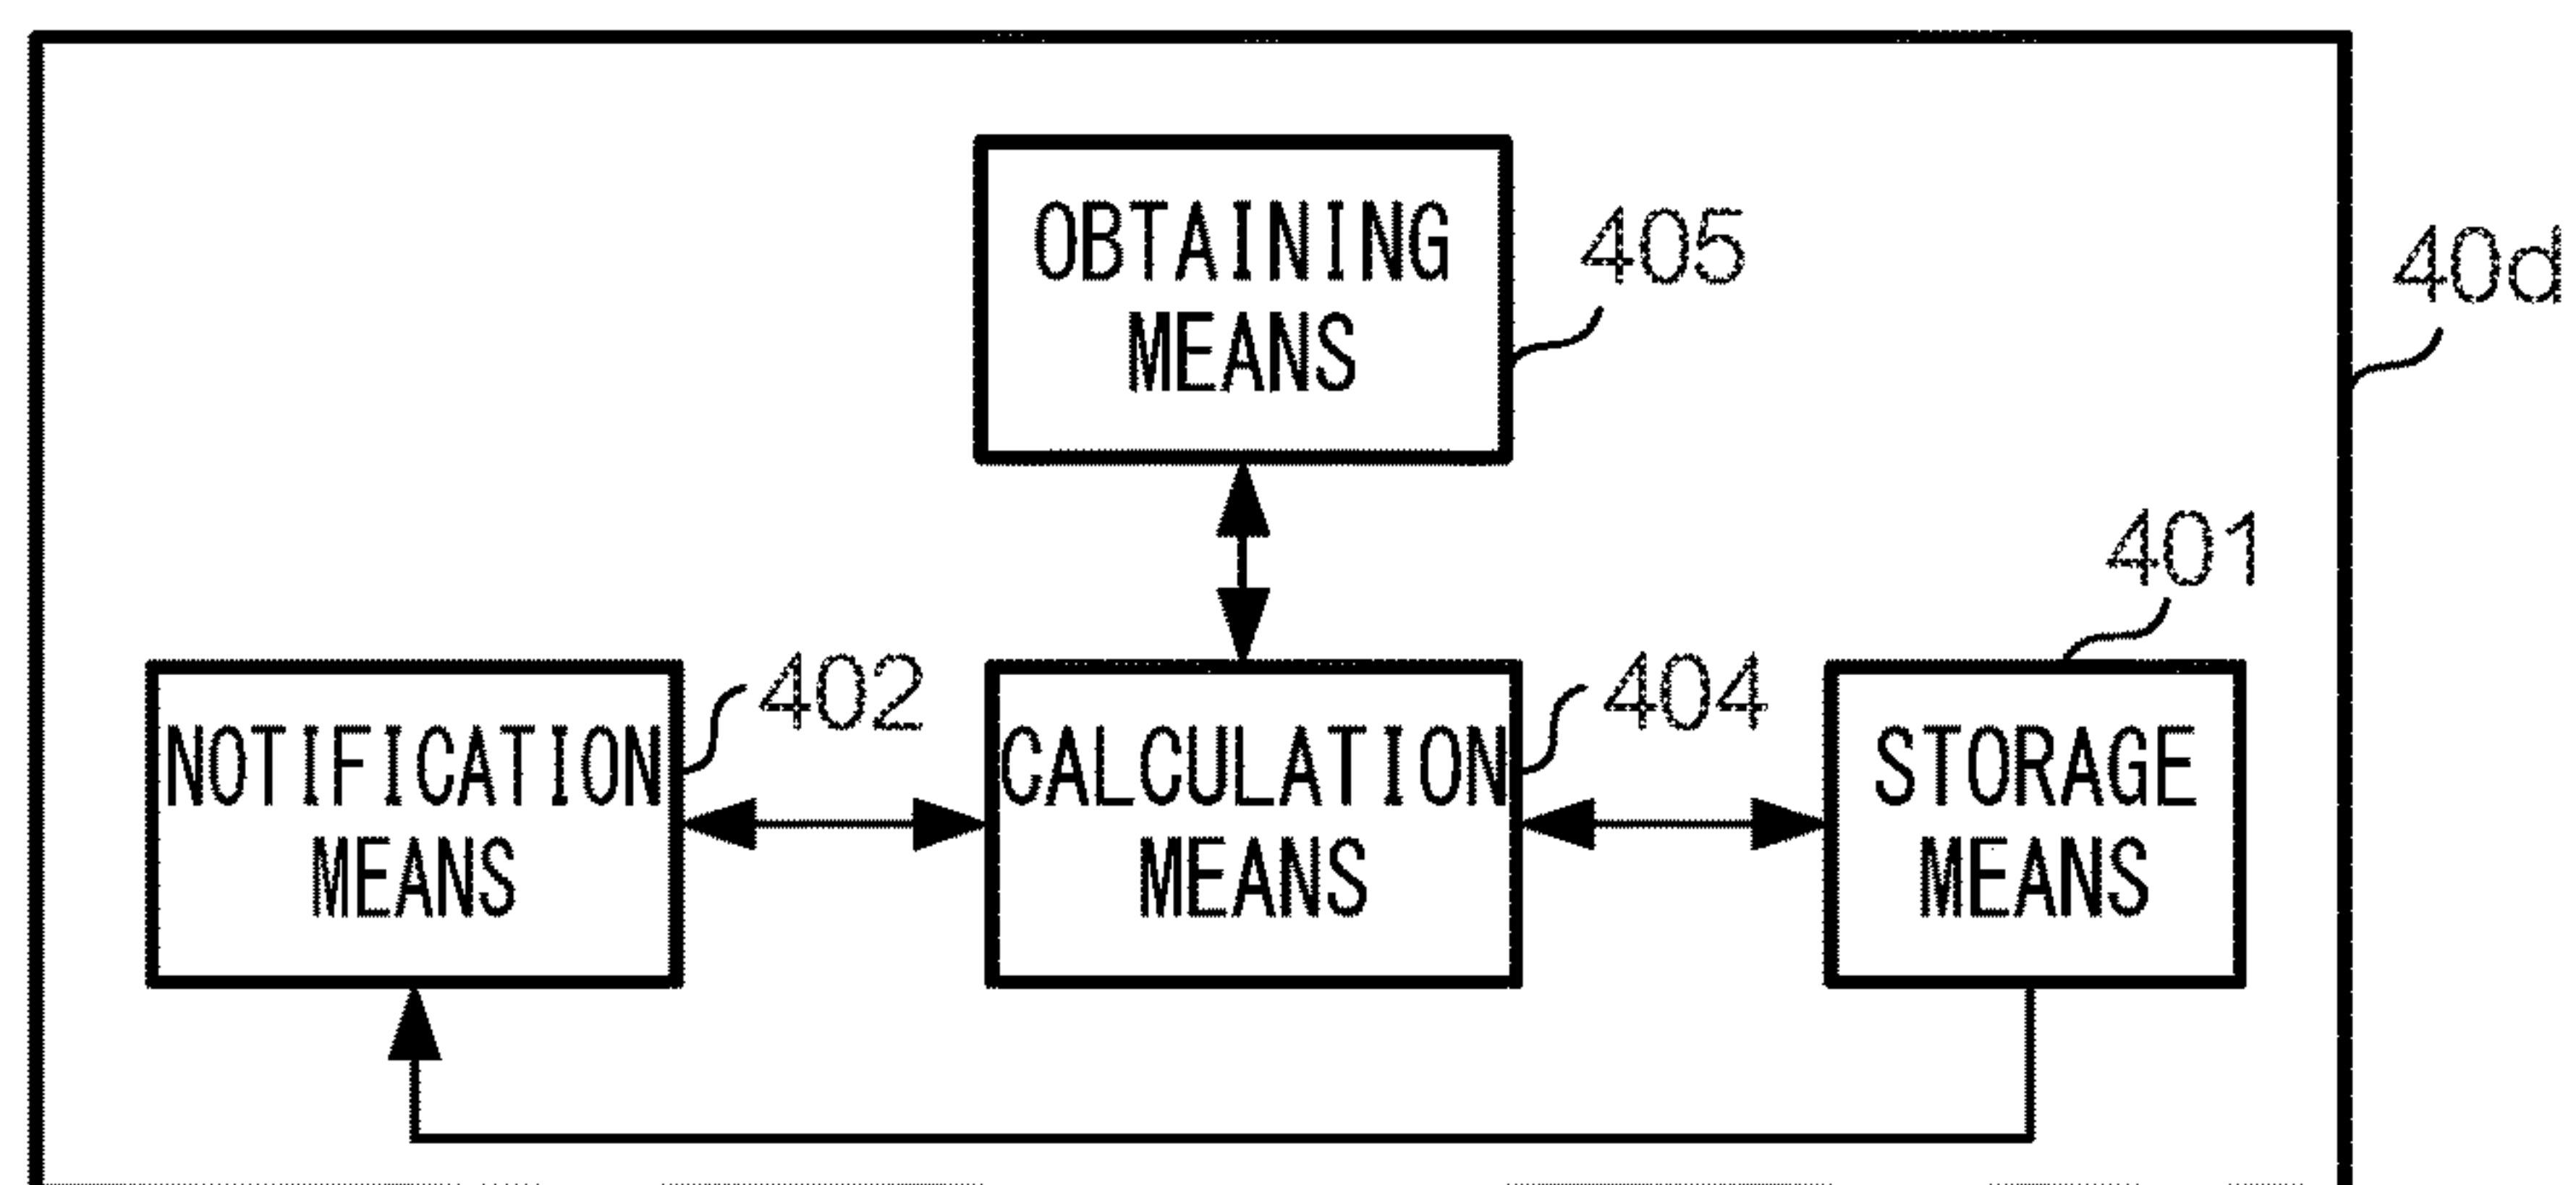 OBTAINING
MEANS
405
40d
401
NOTIFICATION
MEANS
402
CALCULATION
MEANS
404
STORAGE
MEANS